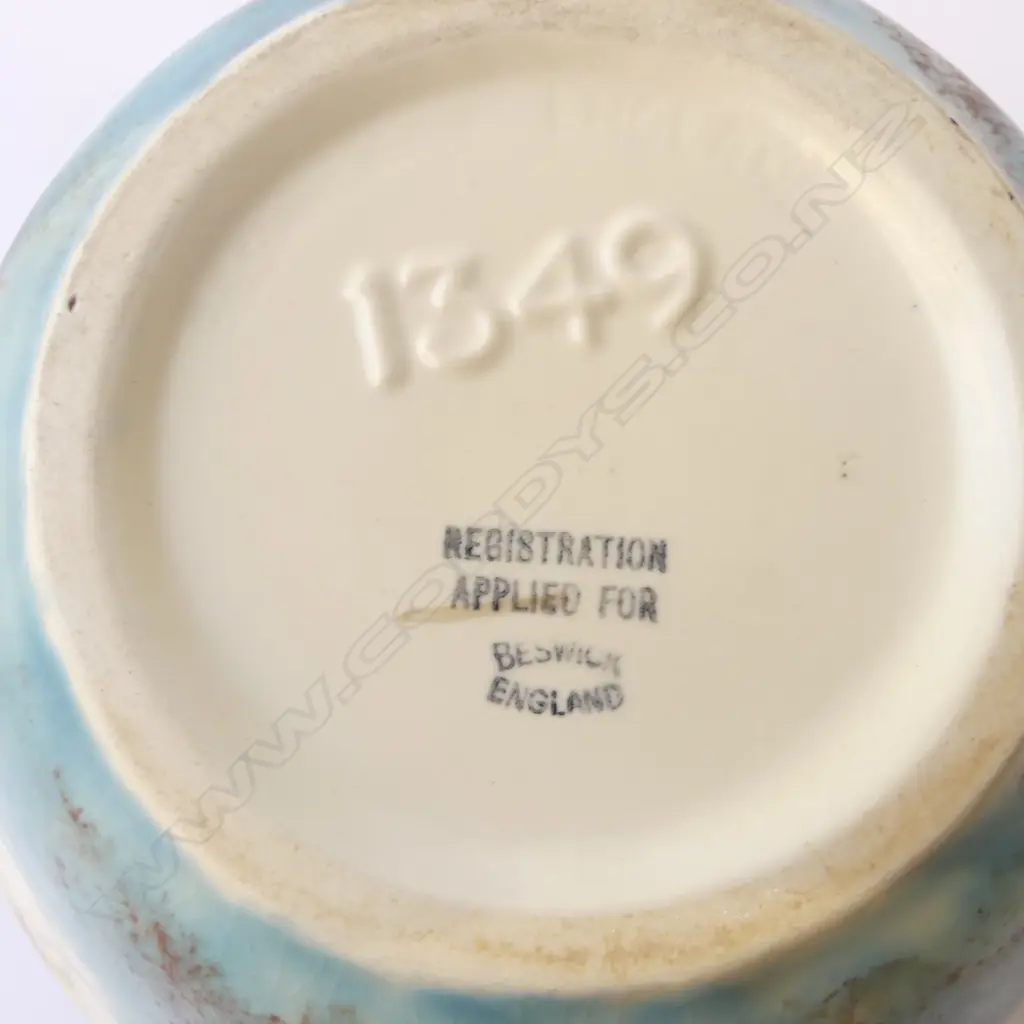 1349
REGISTRATION
APPLIED FOR
BESWICK
ENGLAND
WWW.CORDYS.CO.NZ